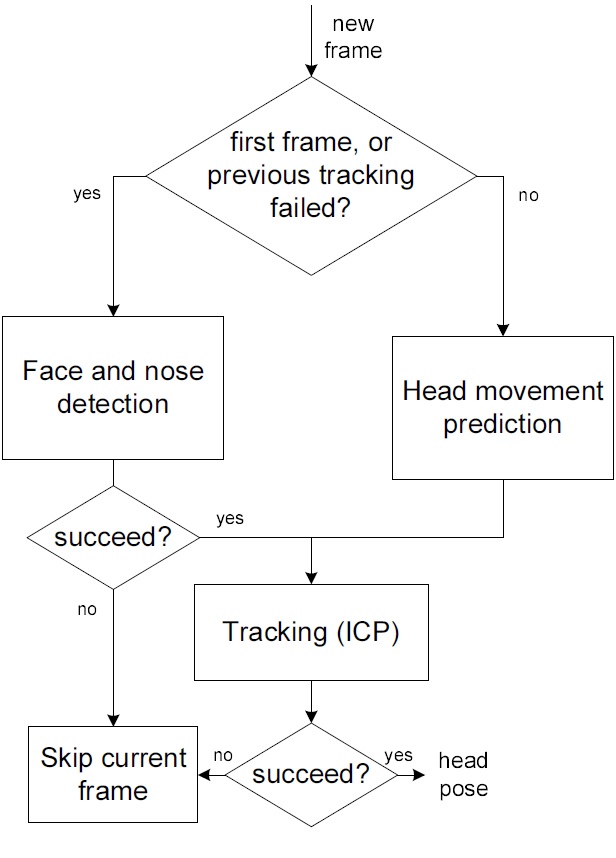 new
frame
first frame, or
previous tracking
failed?
yes
no
Face and nose
detection
Head movement
prediction
succeed?
yes
no
Tracking (ICP)
Skip current
frame
no
succeed?
yes
head
pose